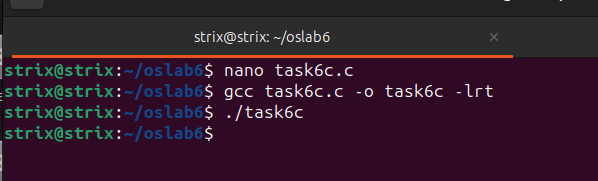 strix@strix: ~/oslab6
strix@strix:~/oslab6$ nano task6c.c
strix@strix:~/oslab6$ gcc task6c.c -o task6c -lrt
strix@strix:~/oslab6$ ./task6c
strix@strix:~/oslab6$